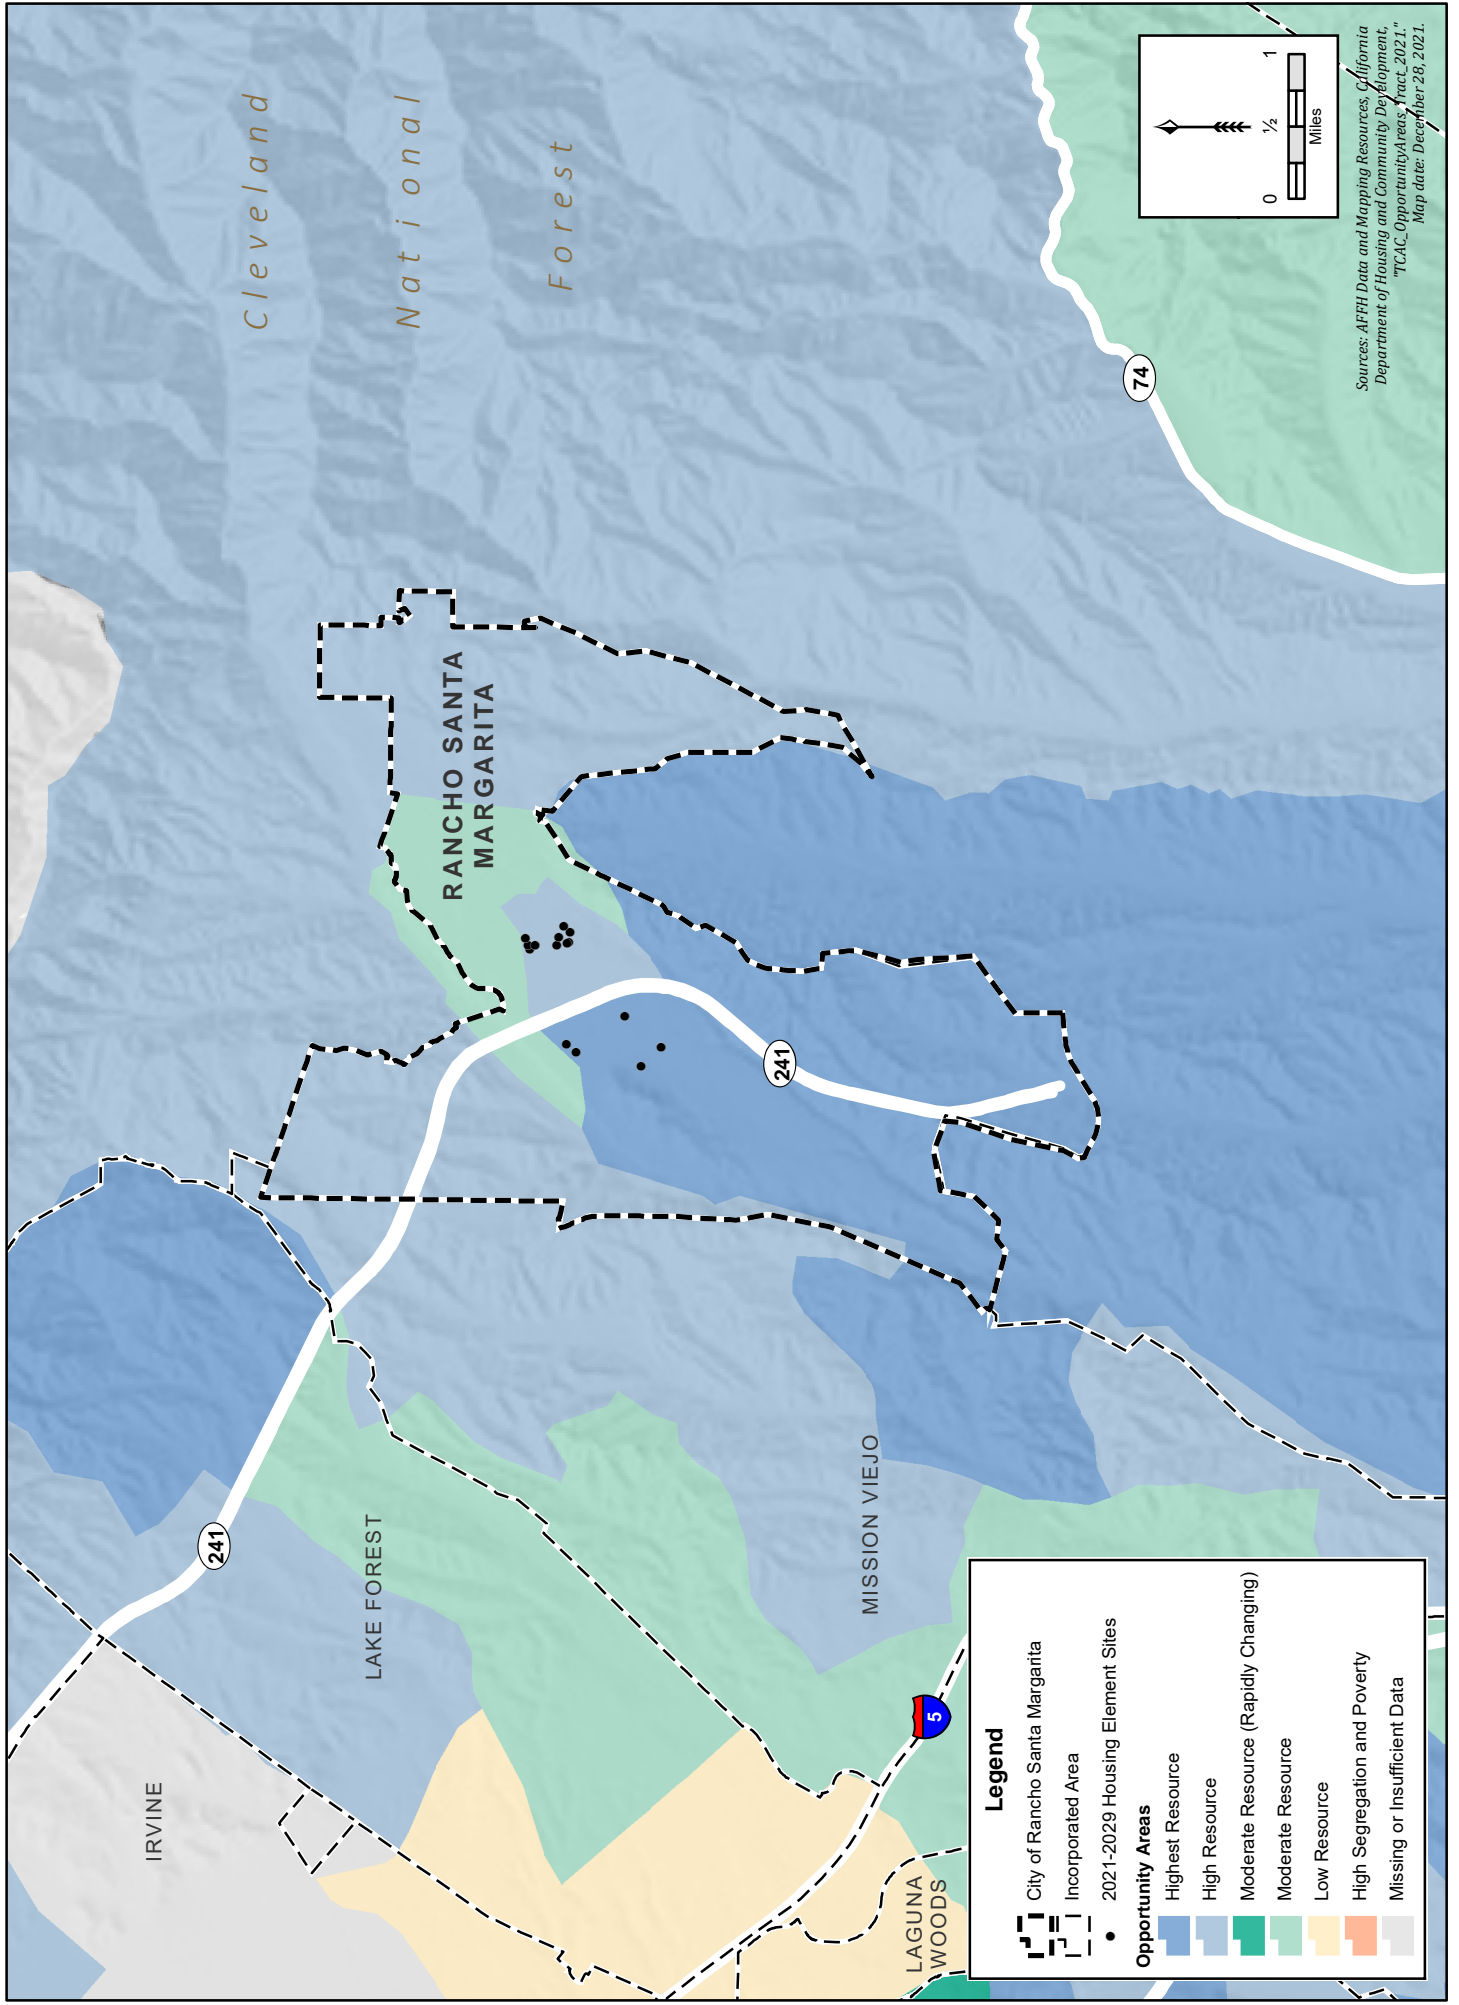 Cleveland
National
Forest
RANCHO SANTA
MARGARITA
IRVINE
LAKE FOREST
MISSION VIEJO
LAGUNA
WOODS
241
241
74
5
Legend
City of Rancho Santa Margarita
Incorporated Area
2021-2029 Housing Element Sites
Opportunity Areas
Highest Resource
High Resource
Moderate Resource (Rapidly Changing)
Moderate Resource
Low Resource
High Segregation and Poverty
Missing or Insufficient Data
0 ½ 1
Miles
Sources: AFFH Data and Mapping Resources, California
Department of Housing and Community Development,
"TCAC_OpportunityAreas_Tract_2021."
Map date: December 28, 2021.